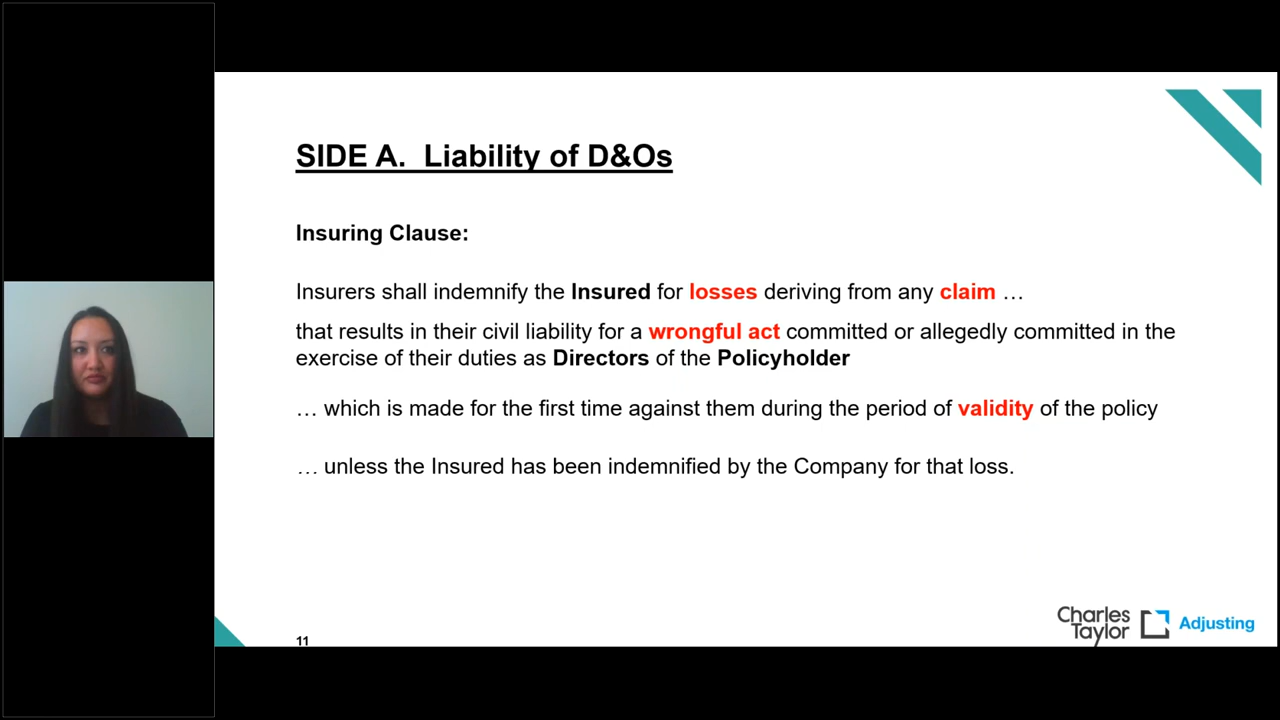 SIDE A.  Liability of D&Os
Insuring Clause:
Insurers shall indemnify the Insured for losses deriving from any claim …
that results in their civil liability for a wrongful act committed or allegedly committed in the
exercise of their duties as Directors of the Policyholder
… which is made for the first time against them during the period of validity of the policy
… unless the Insured has been indemnified by the Company for that loss.
11
Charles
Taylor
Adjusting